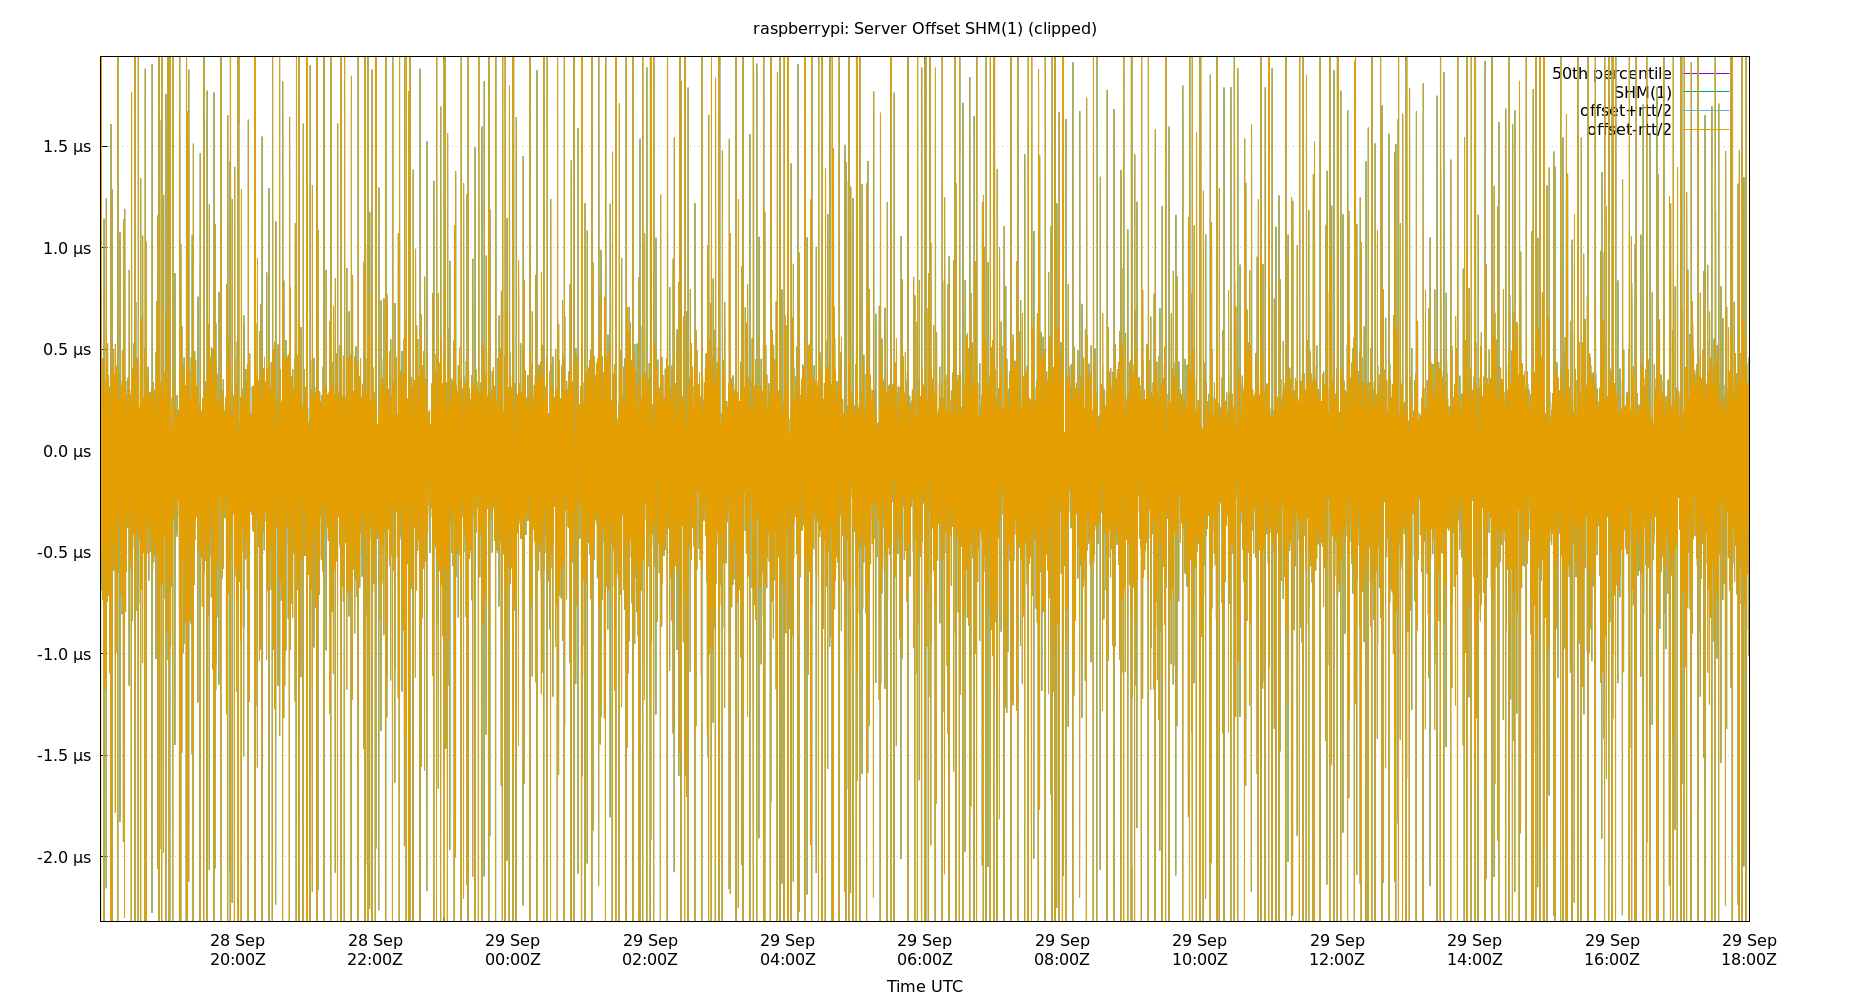 raspberrypi: Server Offset SHM(1) (clipped)
50th percentile
SHM(1)
offset+rtt/2
offset-rtt/2
1.5 µs
1.0 µs
0.5 µs
0.0 µs
-0.5 µs
-1.0 µs
-1.5 µs
-2.0 µs
28 Sep 28 Sep 29 Sep 29 Sep 29 Sep 29 Sep 29 Sep 29 Sep 29 Sep 29 Sep 29 Sep 29 Sep
20:00Z 22:00Z 00:00Z 02:00Z 04:00Z 06:00Z 08:00Z 10:00Z 12:00Z 14:00Z 16:00Z 18:00Z
Time UTC